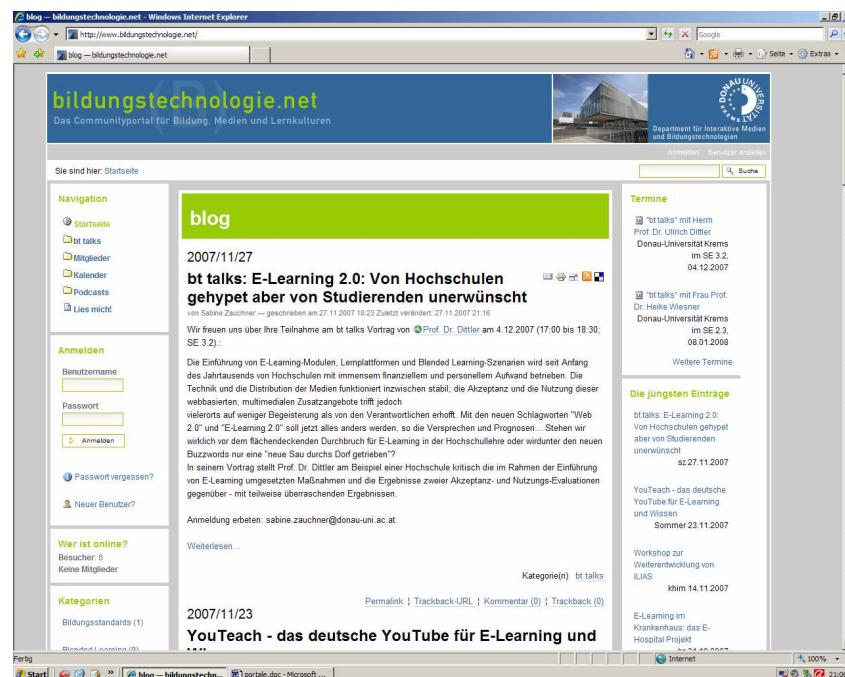 blog — bildungstechnologie.net - Windows Internet Explorer
http://www.bildungstechnologie.net/
Google
blog — bildungstechnologie.net
Seite
Extras
bildungstechnologie.net
Das Communityportal für Bildung, Medien und Lernkulturen
DONAU UNIVERSITÄT KREMS
Department für Interaktive Medien
und Bildungstechnologien
Anmelden Benutzer erstellen
Sie sind hier: Startseite
Suche
Navigation
Startseite
bt talks
Mitglieder
Kalender
Podcasts
Lies mich!
Anmelden
Benutzername
Passwort
Anmelden
Passwort vergessen?
Neuer Benutzer?
Wer ist online?
Besucher: 6
Keine Mitglieder
Kategorien
Bildungsstandards (1)
blog
2007/11/27
bt talks: E-Learning 2.0: Von Hochschulen
gehypet aber von Studierenden unerwünscht
von Sabine Zauchner — geschrieben am 27.11.2007 18:23 Zuletzt verändert: 27.11.2007 21:16
Wir freuen uns über Ihre Teilnahme am bt talks Vortrag von Prof. Dr. Dittler am 4.12.2007 (17:00 bis 18:30;
SE 3.2).:
Die Einführung von E-Learning-Modulen, Lernplattformen und Blended Learning-Szenarien wird seit Anfang
des Jahrtausends von Hochschulen mit immensem finanziellem und personellem Aufwand betrieben. Die
Technik und die Distribution der Medien funktioniert inzwischen stabil; die Akzeptanz und die Nutzung dieser
webbasierten, multimedialen Zusatzangebote trifft jedoch
vielerorts auf weniger Begeisterung als von den Verantwortlichen erhofft. Mit den neuen Schlagworten "Web
2.0" und "E-Learning 2.0" soll jetzt alles anders werden, so die Versprechen und Prognosen... Stehen wir
wirklich vor dem flächendeckenden Durchbruch für E-Learning in der Hochschullehre oder wirdunter den neuen
Buzzwords nur eine "neue Sau durchs Dorf getrieben"?
In seinem Vortrag stellt Prof. Dr. Dittler am Beispiel einer Hochschule kritisch die im Rahmen der Einführung
von E-Learning umgesetzten Maßnahmen und die Ergebnisse zweier Akzeptanz- und Nutzungs-Evaluationen
gegenüber - mit teilweise überraschenden Ergebnissen.
Anmeldung erbeten: sabine.zauchner@donau-uni.ac.at
Weiterlesen...
Kategorie(n) bt talks
Permalink ¦ Trackback-URL ¦ Kommentar (0) ¦ Trackback (0)
2007/11/23
YouTeach - das deutsche YouTube für E-Learning und
Termine
"bt talks" mit Herrn
Prof. Dr. Ullrich Dittler
Donau-Universität Krems
im SE 3.2,
04.12.2007
"bt talks" mit Frau Prof.
Dr. Heike Wiesner
Donau-Universität Krems
im SE 2.3,
08.01.2008
Weitere Termine
Die jüngsten Einträge
bt talks: E-Learning 2.0:
Von Hochschulen gehypet
aber von Studierenden
unerwünscht
sz 27.11.2007
YouTeach - das deutsche
YouTube für E-Learning
und Wissen
Sommer 23.11.2007
Workshop zur
Weiterentwicklung von
ILIAS
khim 14.11.2007
E-Learning im
Krankenhaus: das E-
Hospital Projekt
Fertig
Internet
100%
Start
blog — bildungstechn...
portale.doc - Microsoft ...
21:06